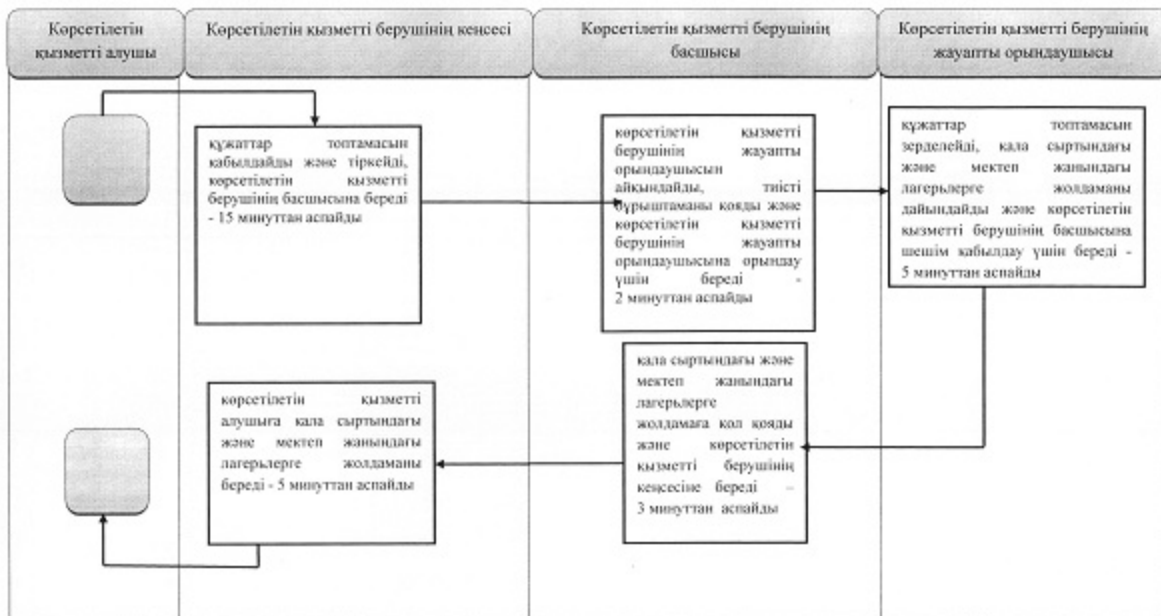 Көрсетілетін
қызметті алушы
Көрсетілетін қызметті берушінің кеңсесі
Көрсетілетін қызметті берушінің
басшысы
Көрсетілетін қызметті берушінің
жауапты орындаушысы
құжаттар топтамасын
қабылдайды және тіркейді,
көрсетілетін қызметті
берушінің басшысына береді
- 15 минуттан аспайды
көрсетілетін қызметті
берушінің жауапты
орындаушысын
айқындайды, тиісті
бұрыштаманы қояды және
көрсетілетін қызметті
берушінің жауапты
орындаушысына орындау
үшін береді -
2 минуттан аспайды
құжаттар топтамасын
зерделейді, қала сыртындағы
және мектеп жанындағы
лагерьлерге жолдаманы
дайындайды және көрсетілетін
қызметті берушінің басшысына
шешім қабылдау үшін береді -
5 минуттан аспайды
көрсетілетін қызметті
алушыға қала сыртындағы
және мектеп жанындағы
лагерьлерге жолдаманы
береді - 5 минуттан аспайды
қала сыртындағы және
мектеп жанындағы
лагерьлерге
жолдамаға қол қояды
және көрсетілетін
қызметті берушінің
кеңсесіне береді –
3 минуттан аспайды